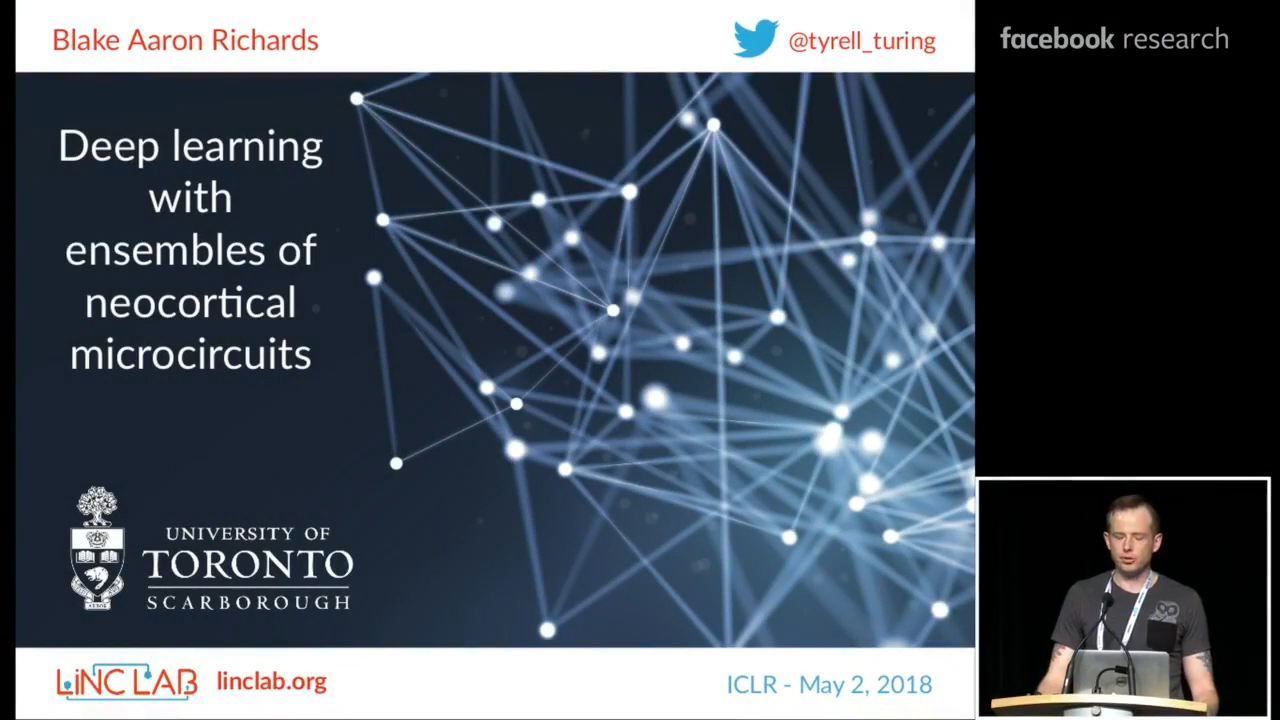 Blake Aaron Richards
@tyrell_turing
facebook research
Deep learning
with
ensembles of
neocortical
microcircuits
UNIVERSITY OF
TORONTO
SCARBOROUGH
LiNC LAB
linclab.org
ICLR - May 2, 2018